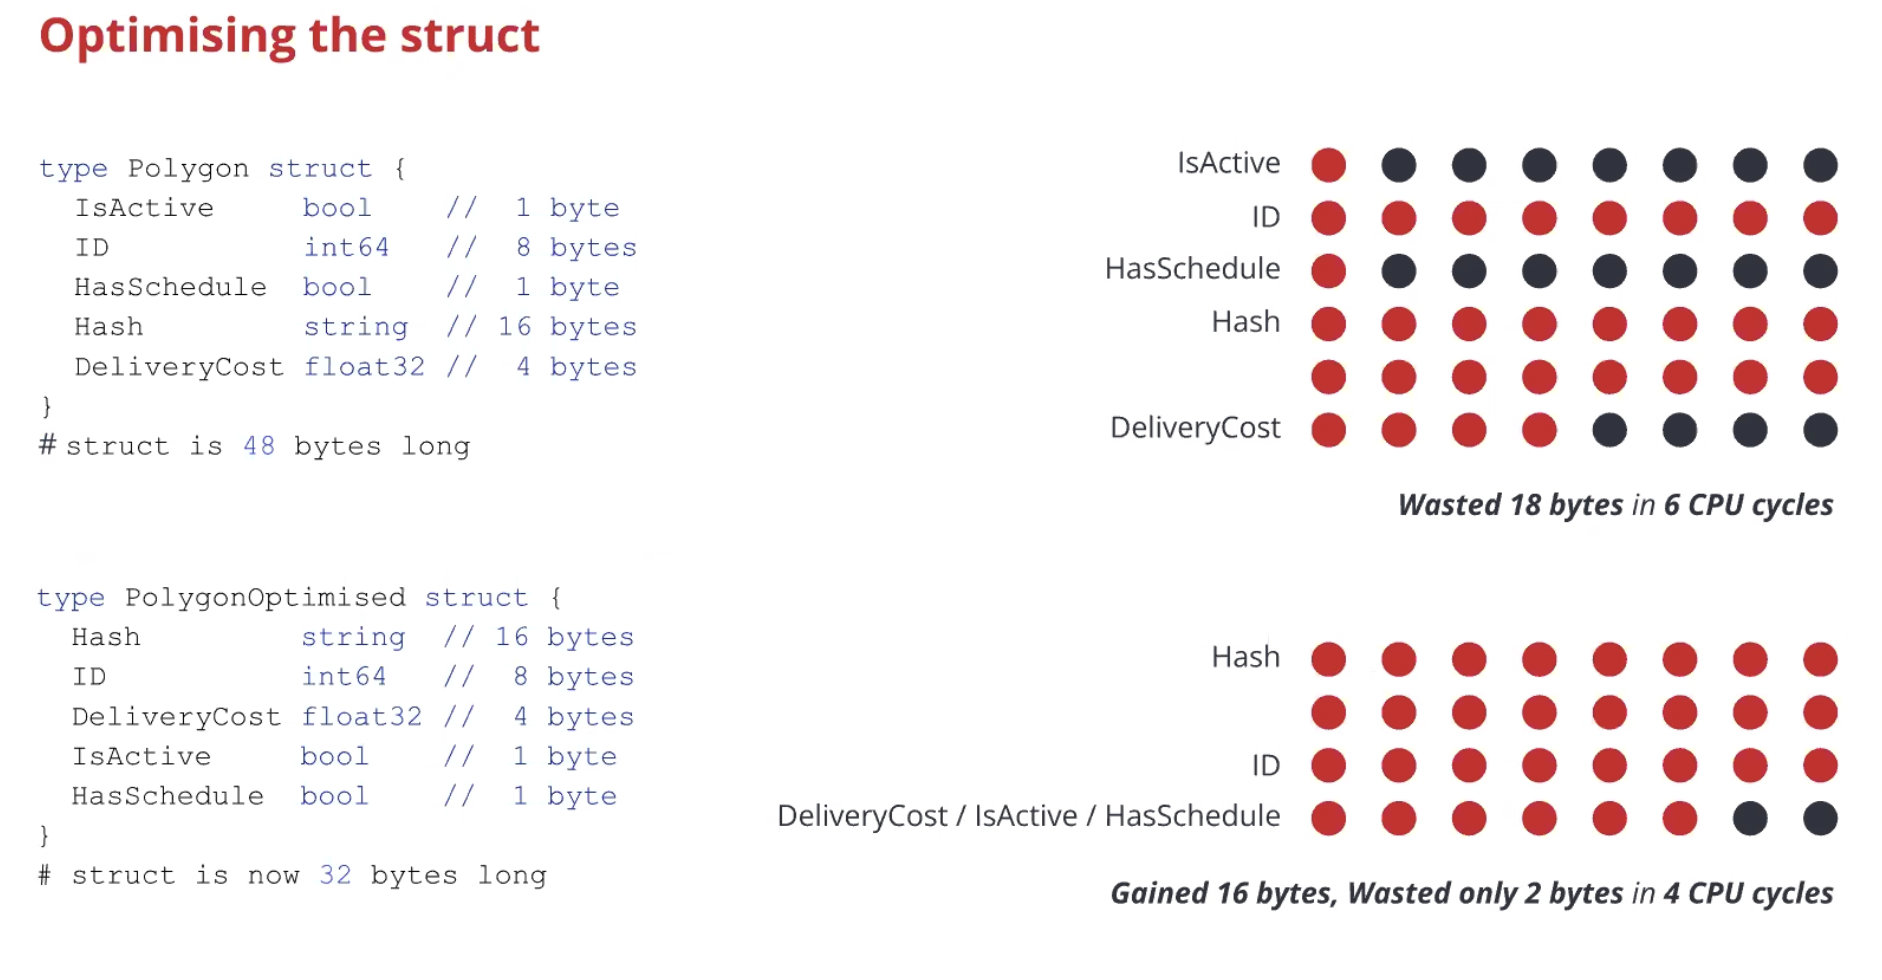 Optimising the struct
type Polygon struct {
IsActive bool // 1 byte
ID int64 // 8 bytes
HasSchedule bool // 1 byte
Hash string // 16 bytes
DeliveryCost float32 // 4 bytes
}
# struct is 48 bytes long
IsActive
ID
HasSchedule
Hash
DeliveryCost
Wasted 18 bytes in 6 CPU cycles
type PolygonOptimised struct {
Hash string // 16 bytes
ID int64 // 8 bytes
DeliveryCost float32 // 4 bytes
IsActive bool // 1 byte
HasSchedule bool // 1 byte
}
# struct is now 32 bytes long
Hash
ID
DeliveryCost / IsActive / HasSchedule
Gained 16 bytes, Wasted only 2 bytes in 4 CPU cycles